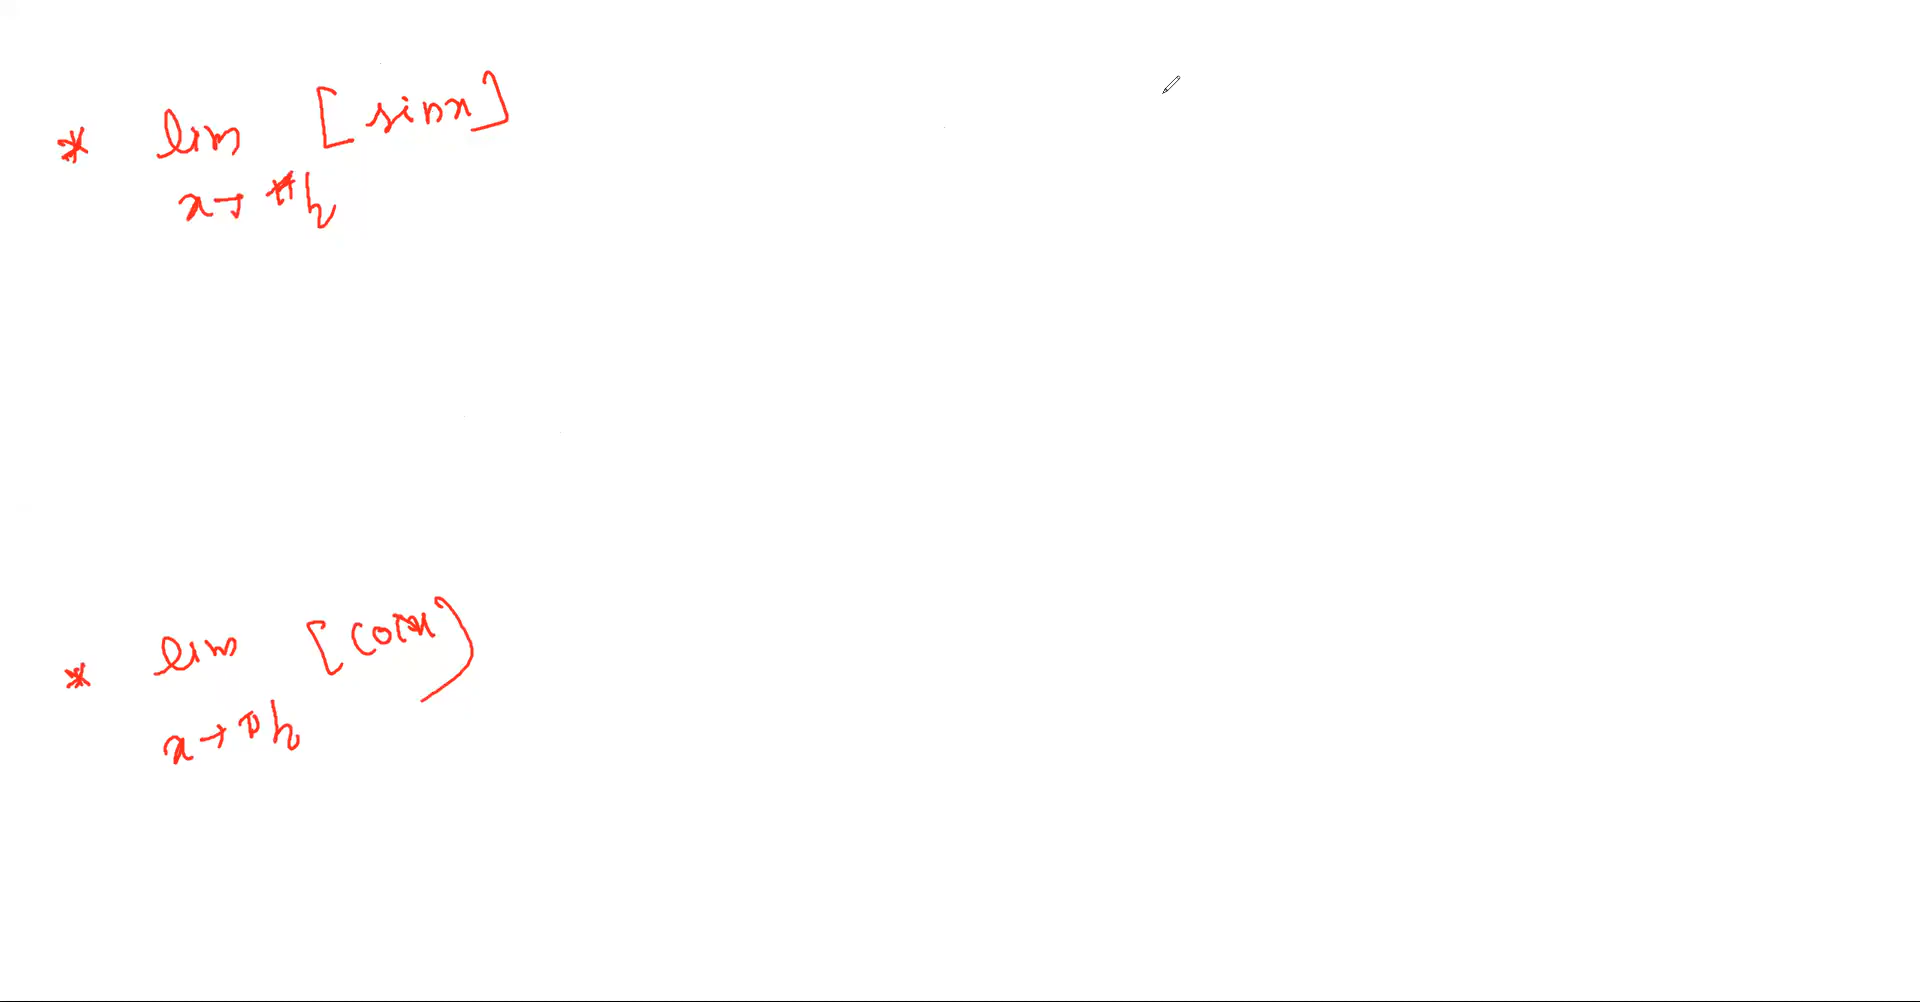 * lim [sinx]
x→π/2
* lim [cosx)
x→π/2